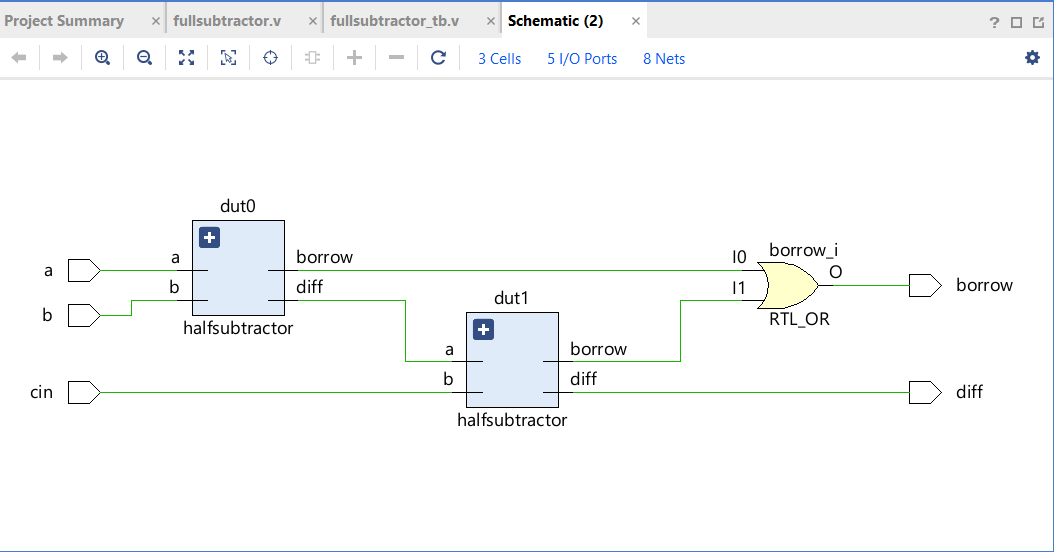 Project Summary × fullsubtractor.v × fullsubtractor_tb.v × Schematic (2) × ?
3 Cells 5 I/O Ports 8 Nets
dut0
a a borrow I0 borrow_i O
b b diff I1 borrow
halfsubtractor dut1 RTL_OR
a borrow
cin b diff diff
halfsubtractor